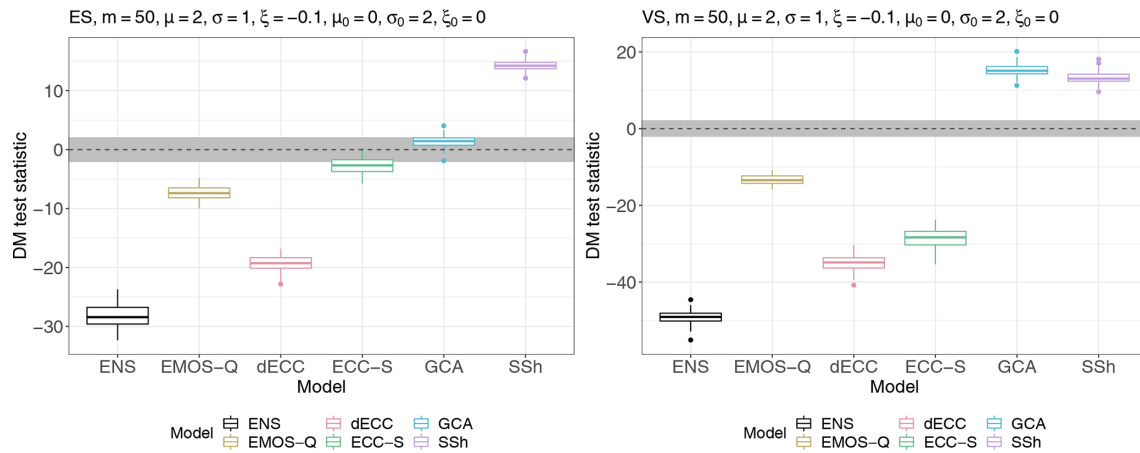 ES, m = 50, μ = 2, σ = 1, ξ = −0.1, μ₀ = 0, σ₀ = 2, ξ₀ = 0
DM test statistic
10
0
−10
−20
−30
ENS EMOS−Q dECC ECC−S GCA SSh
Model
Model ENS dECC GCA
EMOS−Q ECC−S SSh
VS, m = 50, μ = 2, σ = 1, ξ = −0.1, μ₀ = 0, σ₀ = 2, ξ₀ = 0
DM test statistic
20
0
−20
−40
ENS EMOS−Q dECC ECC−S GCA SSh
Model
Model ENS dECC GCA
EMOS−Q ECC−S SSh